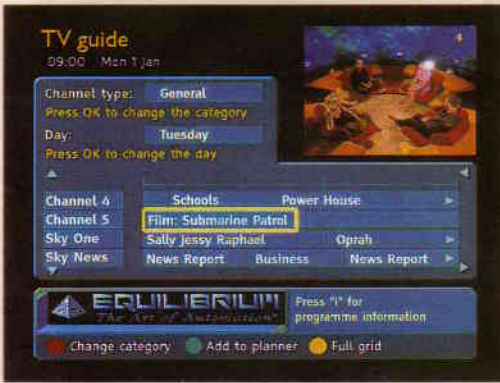 TV guide
09:00 Mon 1 Jan
4
Channel type: General
Press OK to change the category
Day: Tuesday
Press OK to change the day
Channel 4 Schools Power House
Channel 5 Film: Submarine Patrol
Sky One Sally Jessy Raphael Oprah
Sky News News Report Business News Report
EQUILIBRIUM
The Art of Automation
Press "i" for
programme information
Change category Add to planner Full grid